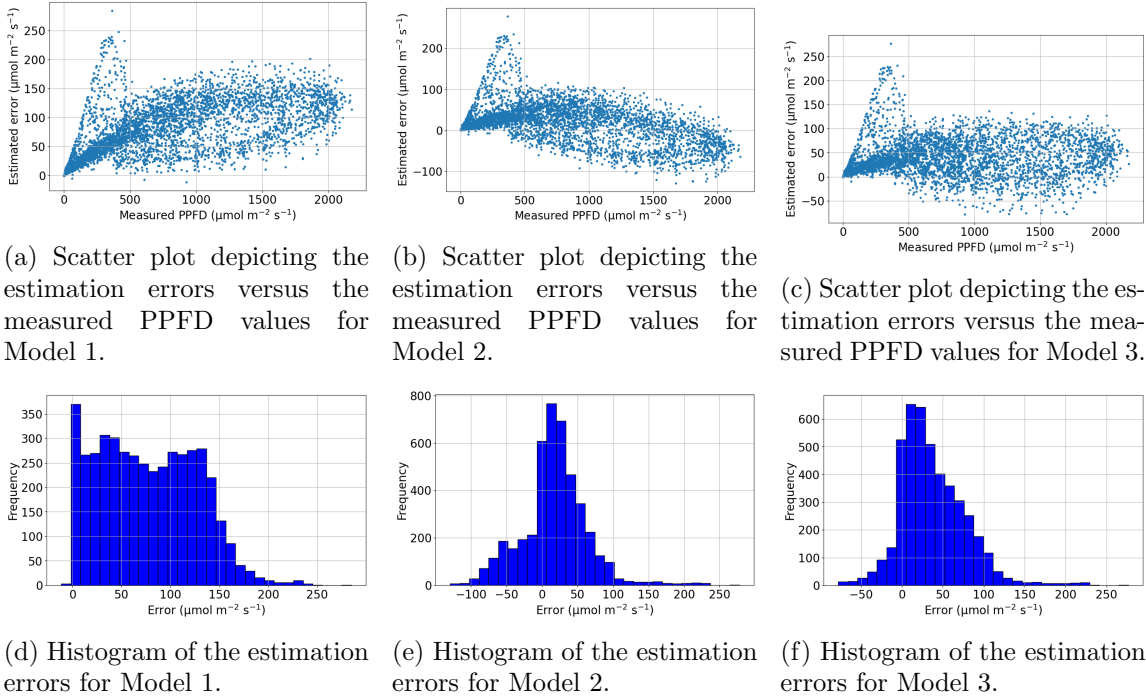 Estimated error (μmol m⁻² s⁻¹)
250
200
150
100
50
0
0 500 1000 1500 2000
Measured PPFD (μmol m⁻² s⁻¹)
Estimated error (μmol m⁻² s⁻¹)
200
100
0
−100
0 500 1000 1500 2000
Measured PPFD (μmol m⁻² s⁻¹)
Estimated error (μmol m⁻² s⁻¹)
250
200
150
100
50
0
−50
0 500 1000 1500 2000
Measured PPFD (μmol m⁻² s⁻¹)
(a) Scatter plot depicting the
estimation errors versus the
measured PPFD values for
Model 1.
(b) Scatter plot depicting the
estimation errors versus the
measured PPFD values for
Model 2.
(c) Scatter plot depicting the es-
timation errors versus the mea-
sured PPFD values for Model 3.
Frequency
350
300
250
200
150
100
50
0
0 50 100 150 200 250
Error (μmol m⁻² s⁻¹)
Frequency
800
600
400
200
0
−100 −50 0 50 100 150 200 250
Error (μmol m⁻² s⁻¹)
Frequency
600
500
400
300
200
100
0
−50 0 50 100 150 200 250
Error (μmol m⁻² s⁻¹)
(d) Histogram of the estimation
errors for Model 1.
(e) Histogram of the estimation
errors for Model 2.
(f) Histogram of the estimation
errors for Model 3.